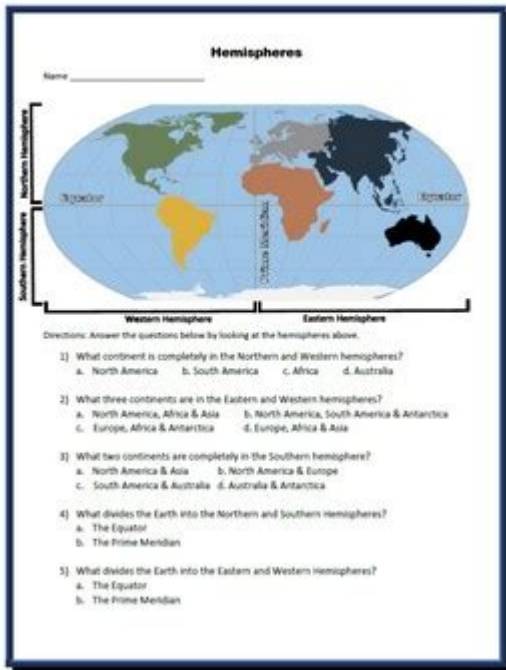 Hemispheres
Name
Northern Hemisphere
Southern Hemisphere
Equator
Equator
Prime Meridian
Western Hemisphere
Eastern Hemisphere
Directions: Answer the questions below by looking at the hemispheres above.
1) What continent is completely in the Northern and Western hemispheres?
a. North America b. South America c. Africa d. Australia
2) What three continents are in the Eastern and Western hemispheres?
a. North America, Africa & Asia b. North America, South America & Antarctica
c. Europe, Africa & Antarctica d. Europe, Africa & Asia
3) What two continents are completely in the Southern hemisphere?
a. North America & Asia b. North America & Europe
c. South America & Australia d. Australia & Antarctica
4) What divides the Earth into the Northern and Southern Hemispheres?
a. The Equator
b. The Prime Meridian
5) What divides the Earth into the Eastern and Western Hemispheres?
a. The Equator
b. The Prime Meridian